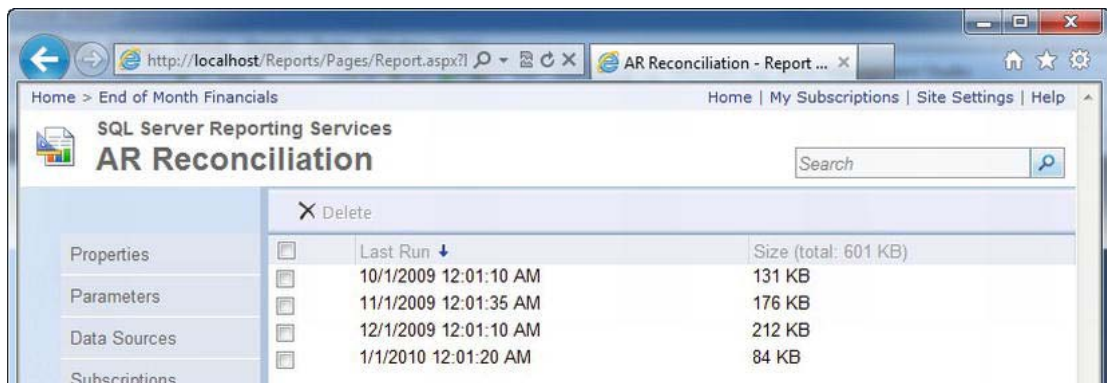 http://localhost/Reports/Pages/Report.aspx?I
AR Reconciliation - Report ...
Home > End of Month Financials
Home | My Subscriptions | Site Settings | Help
SQL Server Reporting Services
AR Reconciliation
Search
Delete
Properties
Parameters
Data Sources
Subscriptions
Last Run Size (total: 601 KB)
10/1/2009 12:01:10 AM 131 KB
11/1/2009 12:01:35 AM 176 KB
12/1/2009 12:01:10 AM 212 KB
1/1/2010 12:01:20 AM 84 KB